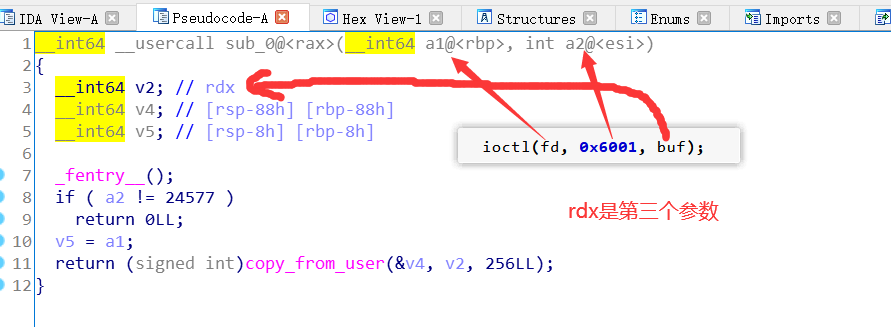 IDA View-A Pseudocode-A Hex View-1 Structures Enums Imports
1 __int64 __usercall sub_0@<rax>(__int64 a1@<rbp>, int a2@<esi>)
2 {
3 __int64 v2; // rdx
4 __int64 v4; // [rsp-88h] [rbp-88h]
5 __int64 v5; // [rsp-8h] [rbp-8h]
6
ioctl(fd, 0x6001, buf);
7 _fentry__();
8 if ( a2 != 24577 )
9 return 0LL;
rdx是第三个参数
10 v5 = a1;
11 return (signed int)copy_from_user(&v4, v2, 256LL);
12 }